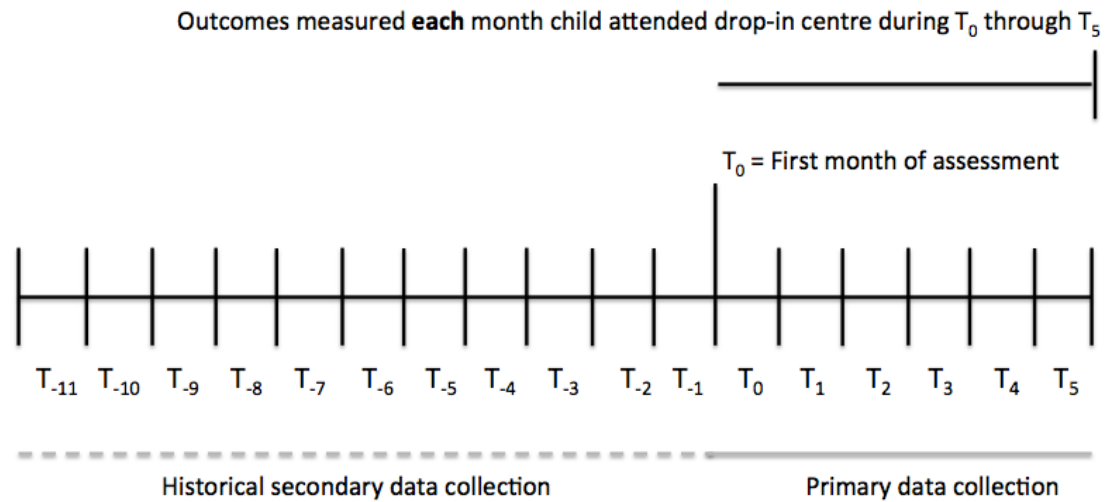 Outcomes measured each month child attended drop-in centre during T₀ through T₅
T₀ = First month of assessment
T₋₁₁ T₋₁₀ T₋₉ T₋₈ T₋₇ T₋₆ T₋₅ T₋₄ T₋₃ T₋₂ T₋₁ T₀ T₁ T₂ T₃ T₄ T₅
Historical secondary data collection Primary data collection